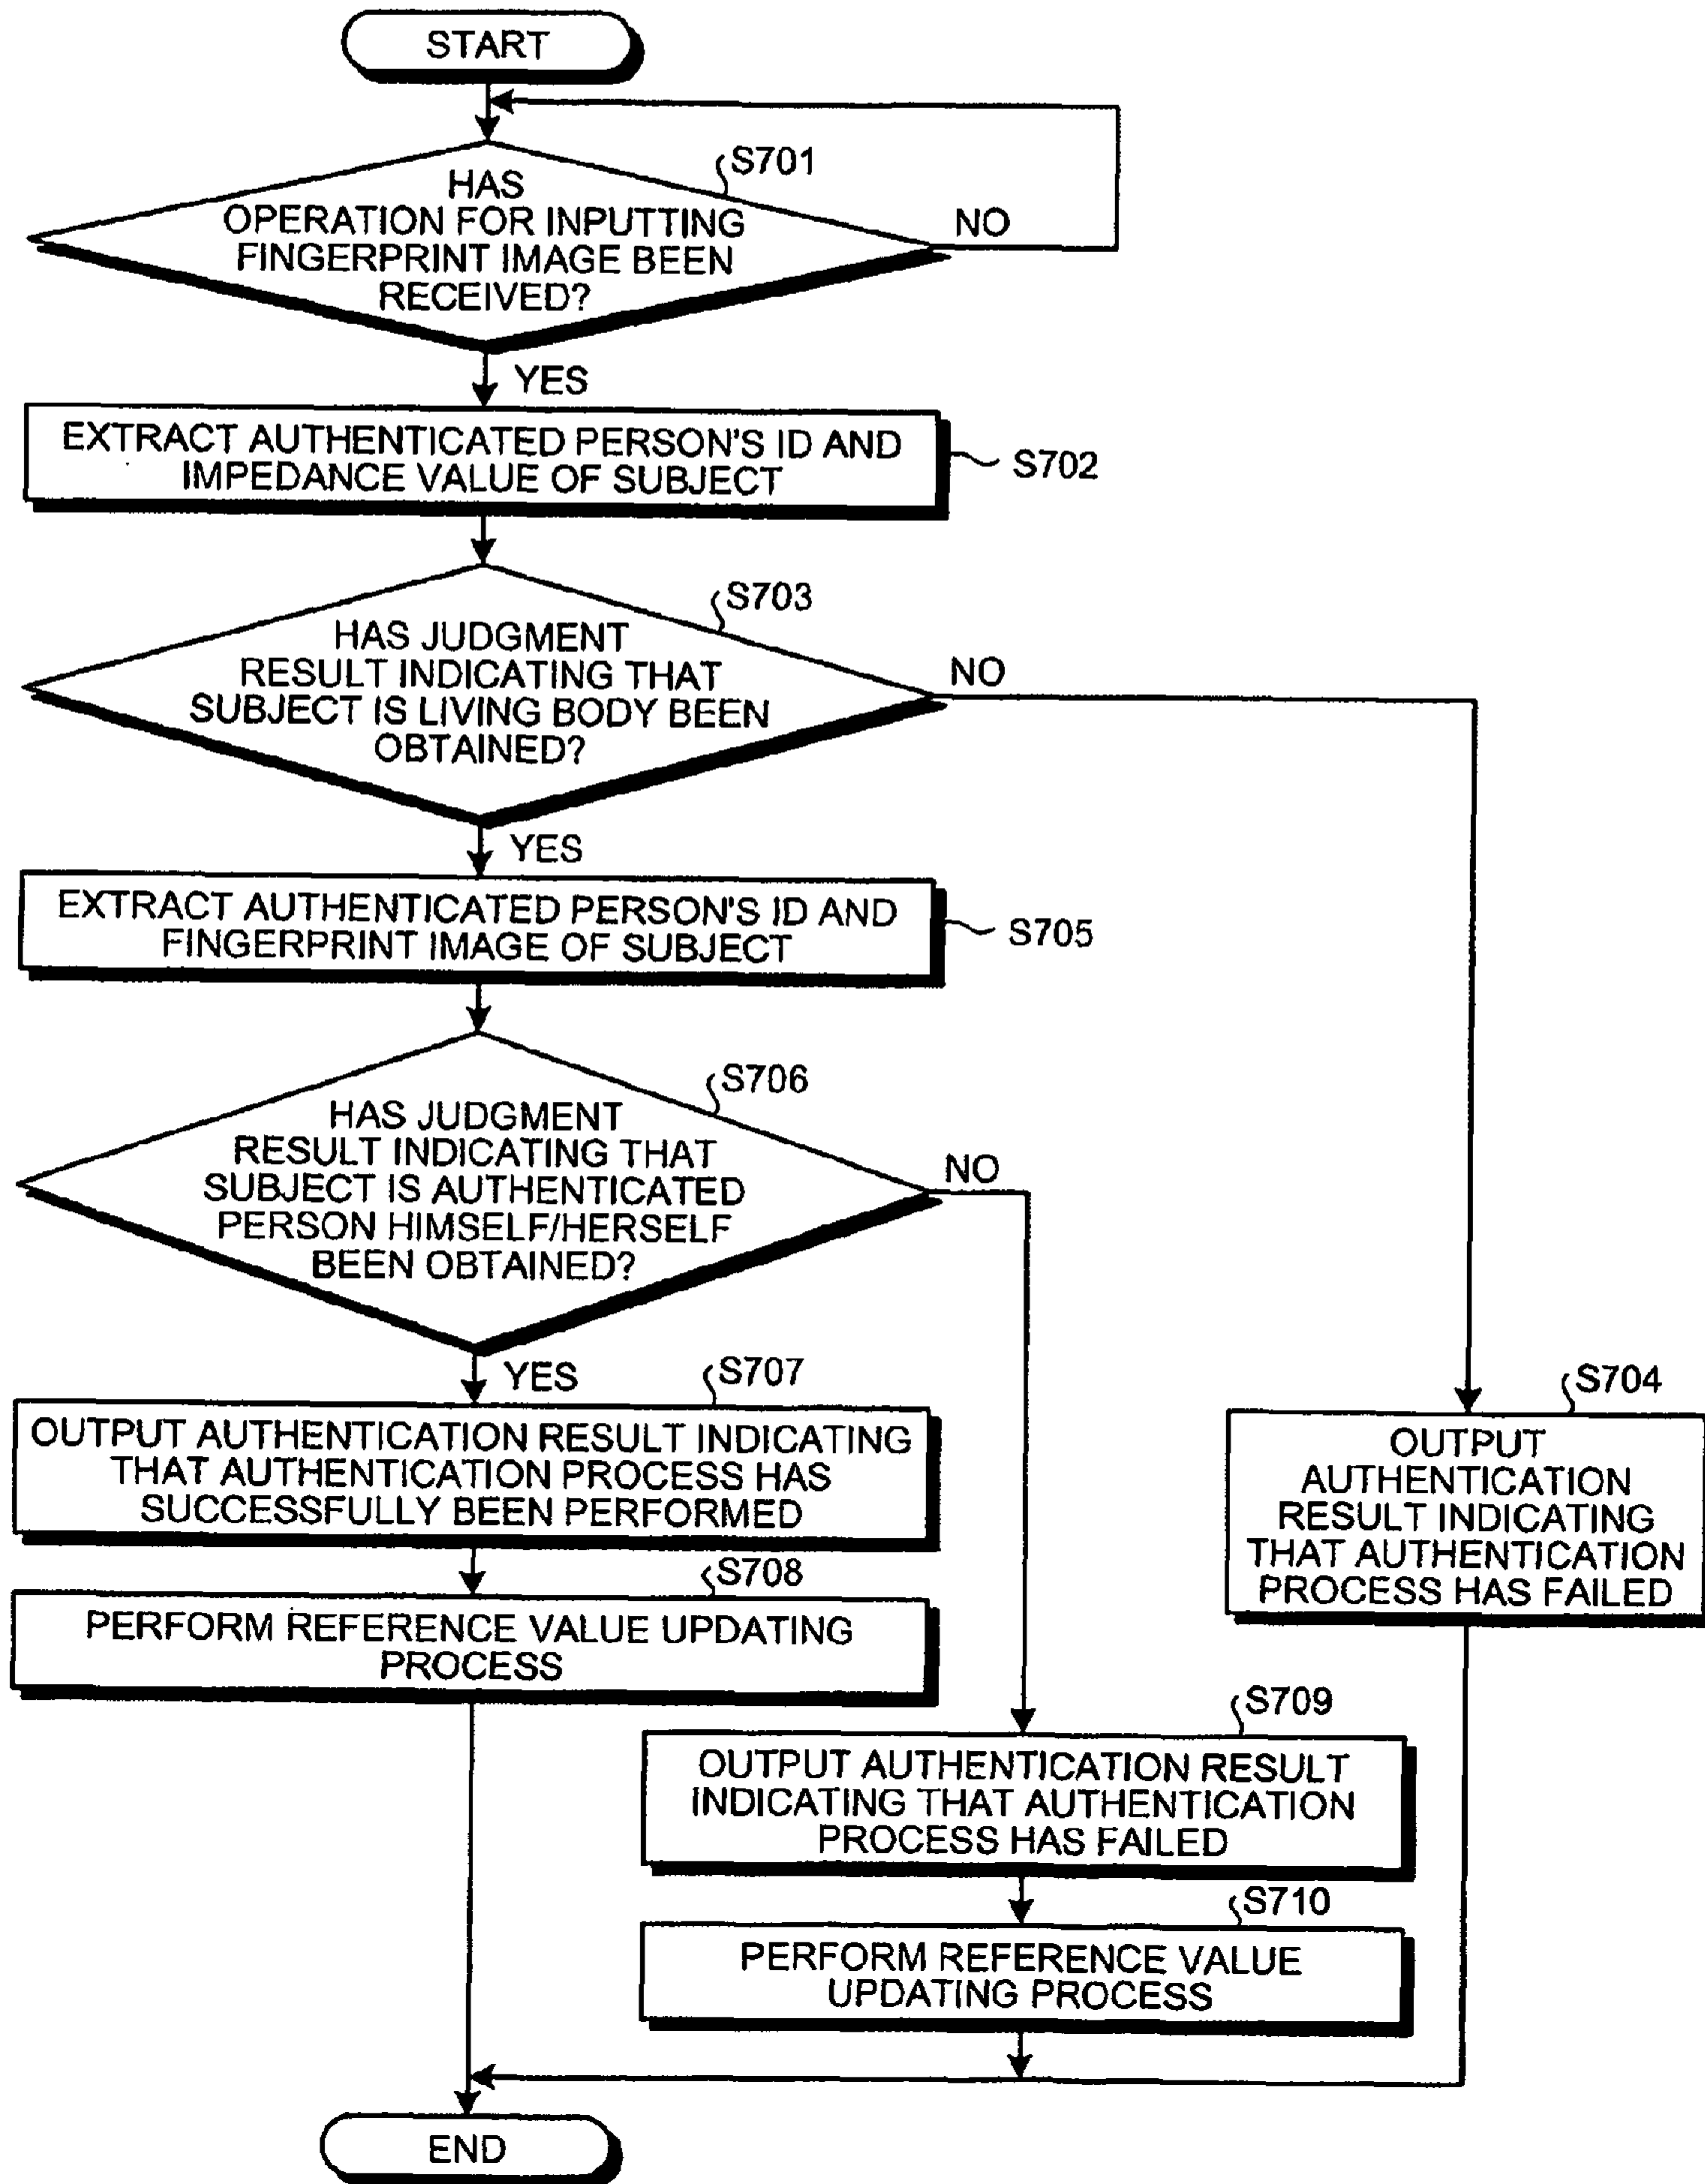 START
S701
HAS
OPERATION FOR INPUTTING
FINGERPRINT IMAGE BEEN
RECEIVED?
NO
YES
EXTRACT AUTHENTICATED PERSON'S ID AND
IMPEDANCE VALUE OF SUBJECT
S702
S703
HAS JUDGMENT
RESULT INDICATING THAT
SUBJECT IS LIVING BODY BEEN
OBTAINED?
NO
YES
EXTRACT AUTHENTICATED PERSON'S ID AND
FINGERPRINT IMAGE OF SUBJECT
S705
S706
HAS JUDGMENT
RESULT INDICATING THAT
SUBJECT IS AUTHENTICATED
PERSON HIMSELF/HERSELF
BEEN OBTAINED?
NO
YES
S707
OUTPUT AUTHENTICATION RESULT INDICATING
THAT AUTHENTICATION PROCESS HAS
SUCCESSFULLY BEEN PERFORMED
S704
OUTPUT
AUTHENTICATION
RESULT INDICATING
THAT AUTHENTICATION
PROCESS HAS FAILED
S708
PERFORM REFERENCE VALUE UPDATING
PROCESS
S709
OUTPUT AUTHENTICATION RESULT
INDICATING THAT AUTHENTICATION
PROCESS HAS FAILED
S710
PERFORM REFERENCE VALUE
UPDATING PROCESS
END